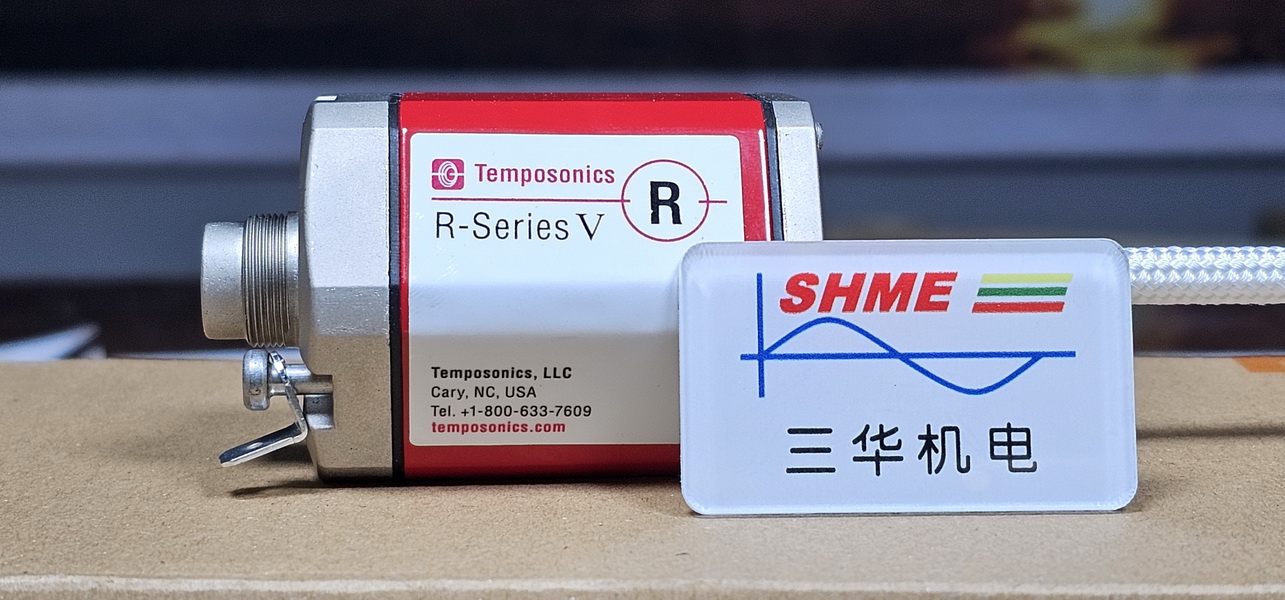 Temposonics
R
R-Series V
Temposonics, LLC
Cary, NC, USA
Tel. +1-800-633-7609
temposonics.com
SHME
三华机电